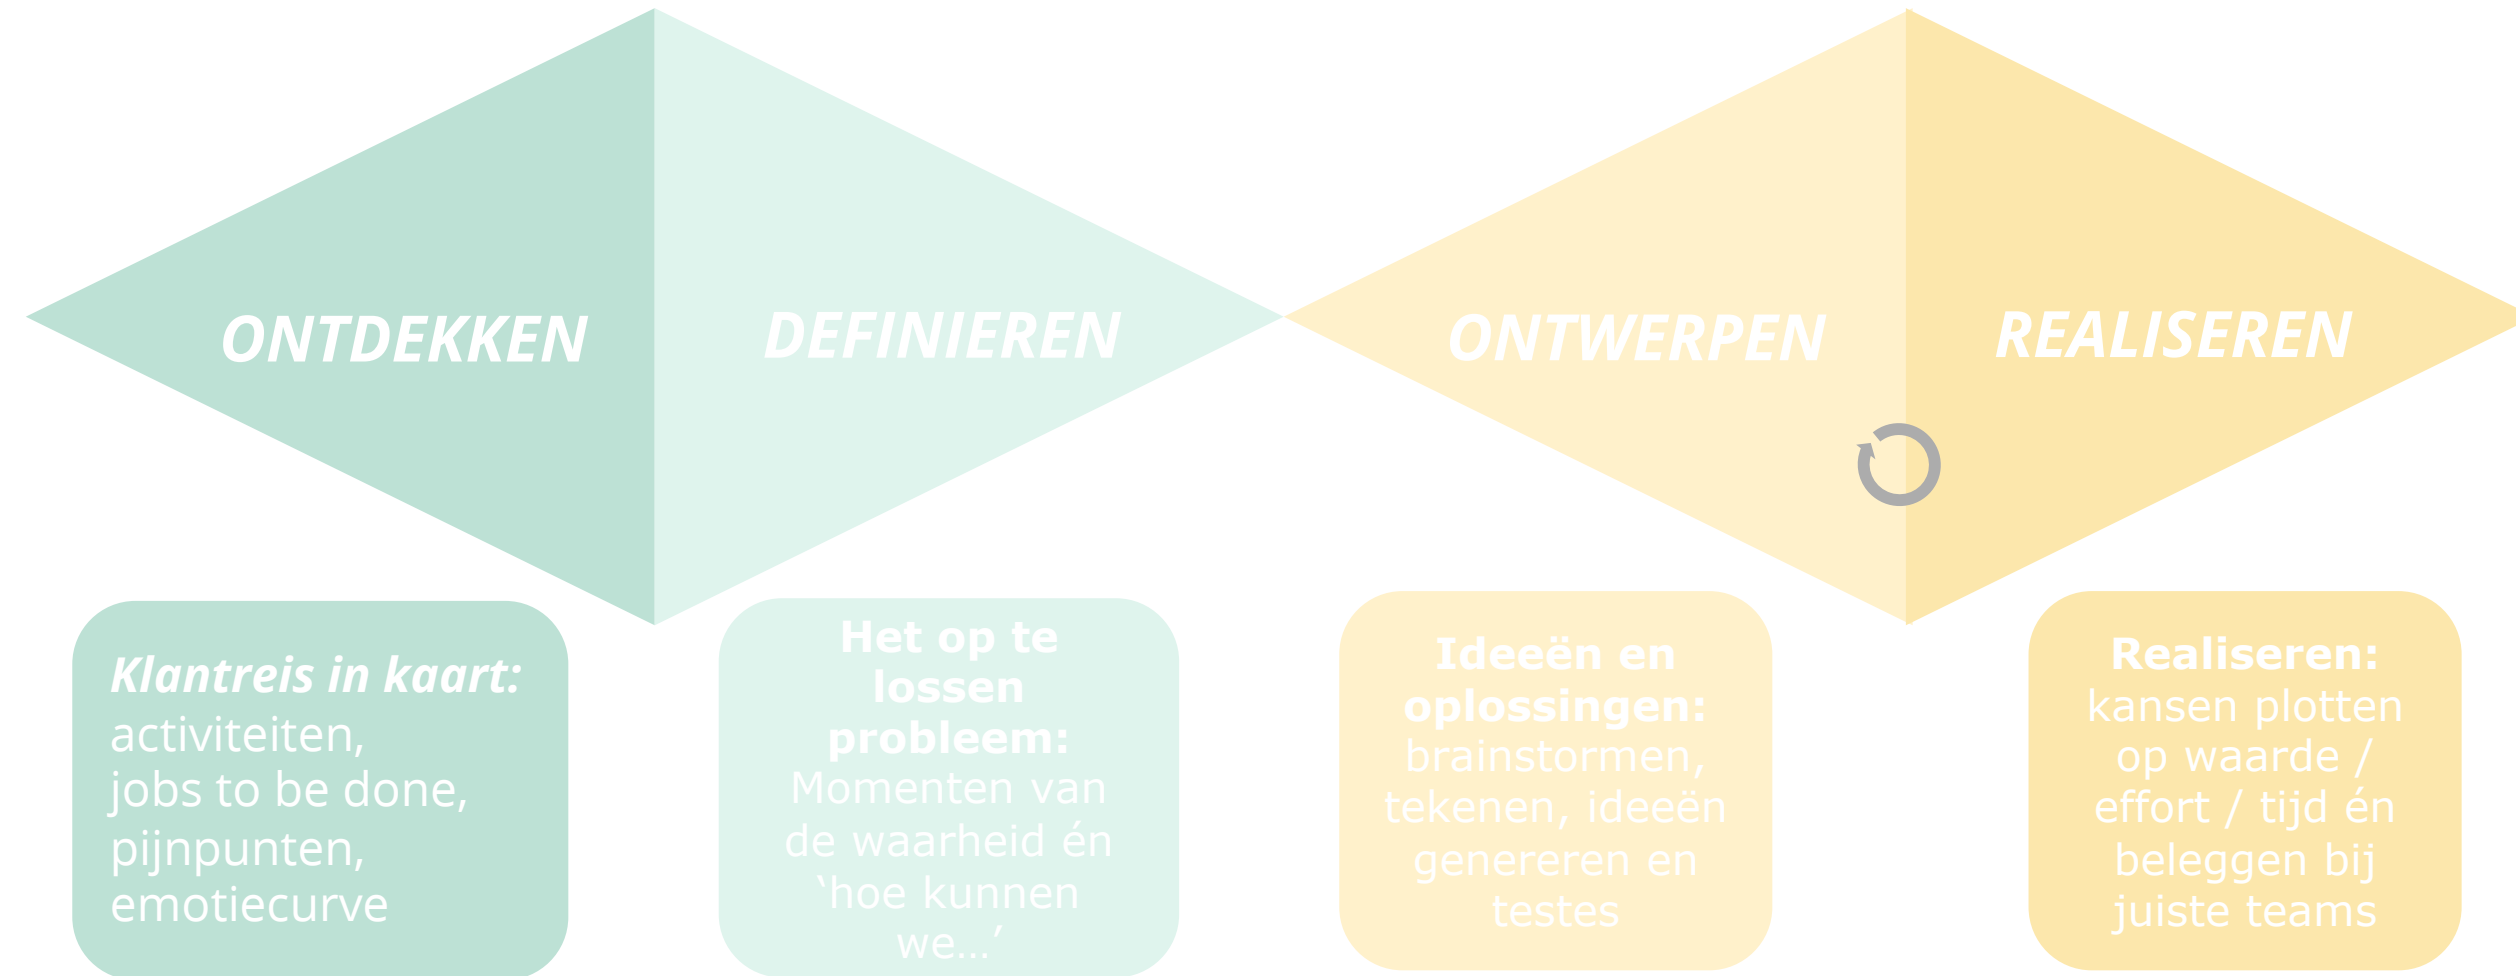 ONTDEKKEN
DEFINIEREN
ONTWERPEN
REALISEREN
Klantreis in kaart:
activiteiten,
jobs to be done,
pijnpunten,
emotiecurve
Het op te
lossen
probleem:
Momenten van
de waarheid én
‘hoe kunnen
we…’
Ideeën en
oplossingen:
brainstormen,
tekenen, ideeën
genereren en
testes
Realiseren:
kansen plotten
op waarde /
effort / tijd én
beleggen bij
juiste teams